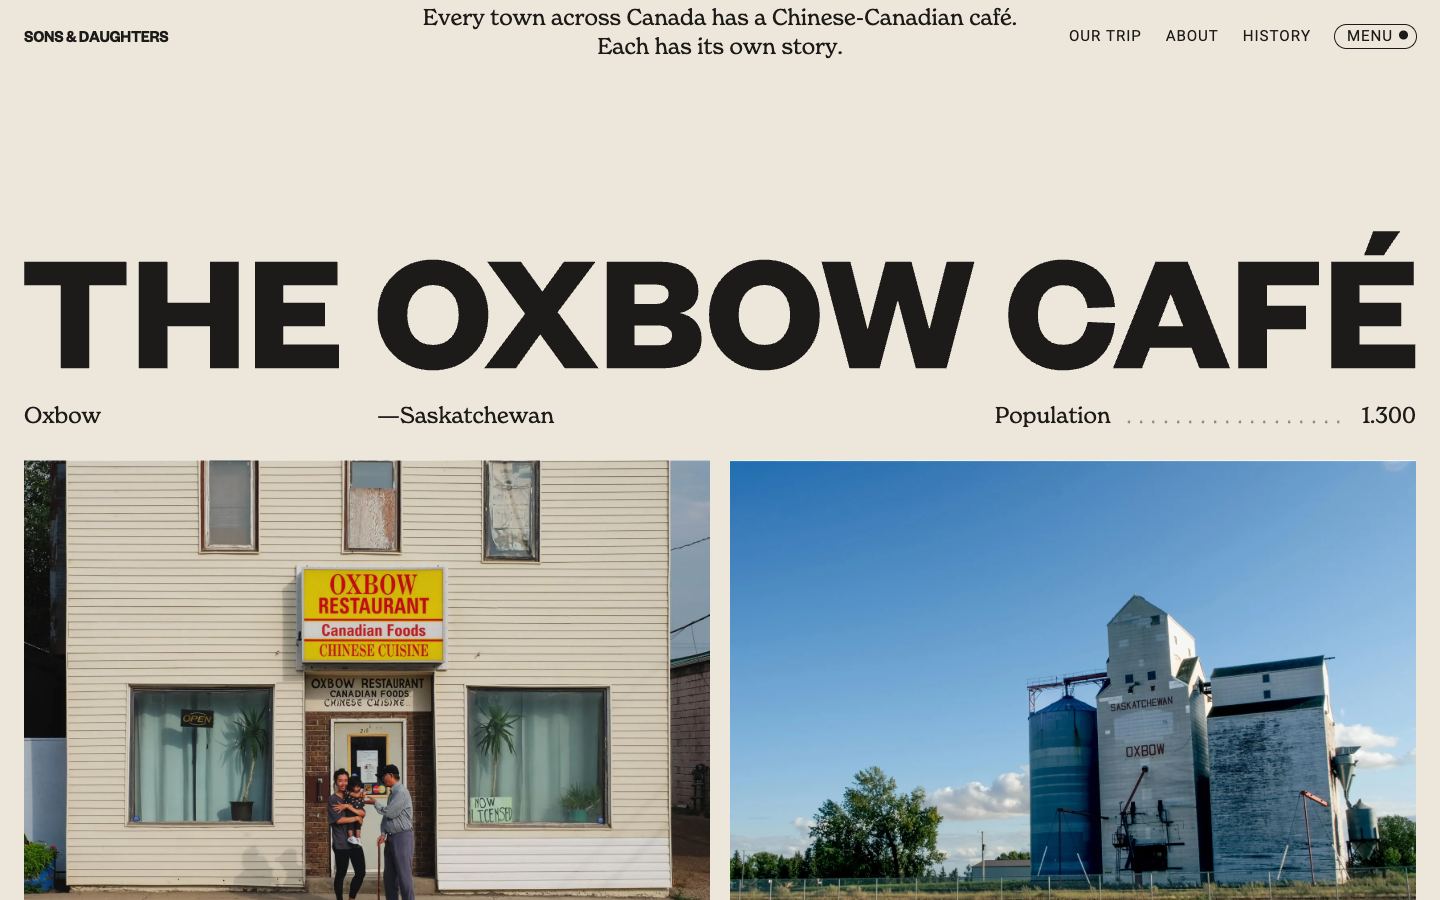 SONS & DAUGHTERS
Every town across Canada has a Chinese-Canadian café.
Each has its own story.
OUR TRIP
ABOUT
HISTORY
MENU
THE OXBOW CAFÉ
Oxbow
—Saskatchewan
Population . . . . . . . . . . . . . . . . . . 1.300
OXBOW
RESTAURANT
Canadian Foods
CHINESE CUISINE
OXBOW RESTAURANT
CANADIAN FOODS
CHINESE CUISINE..
OPEN
NOW
LICENSED
SASKATCHEWAN
OXBOW